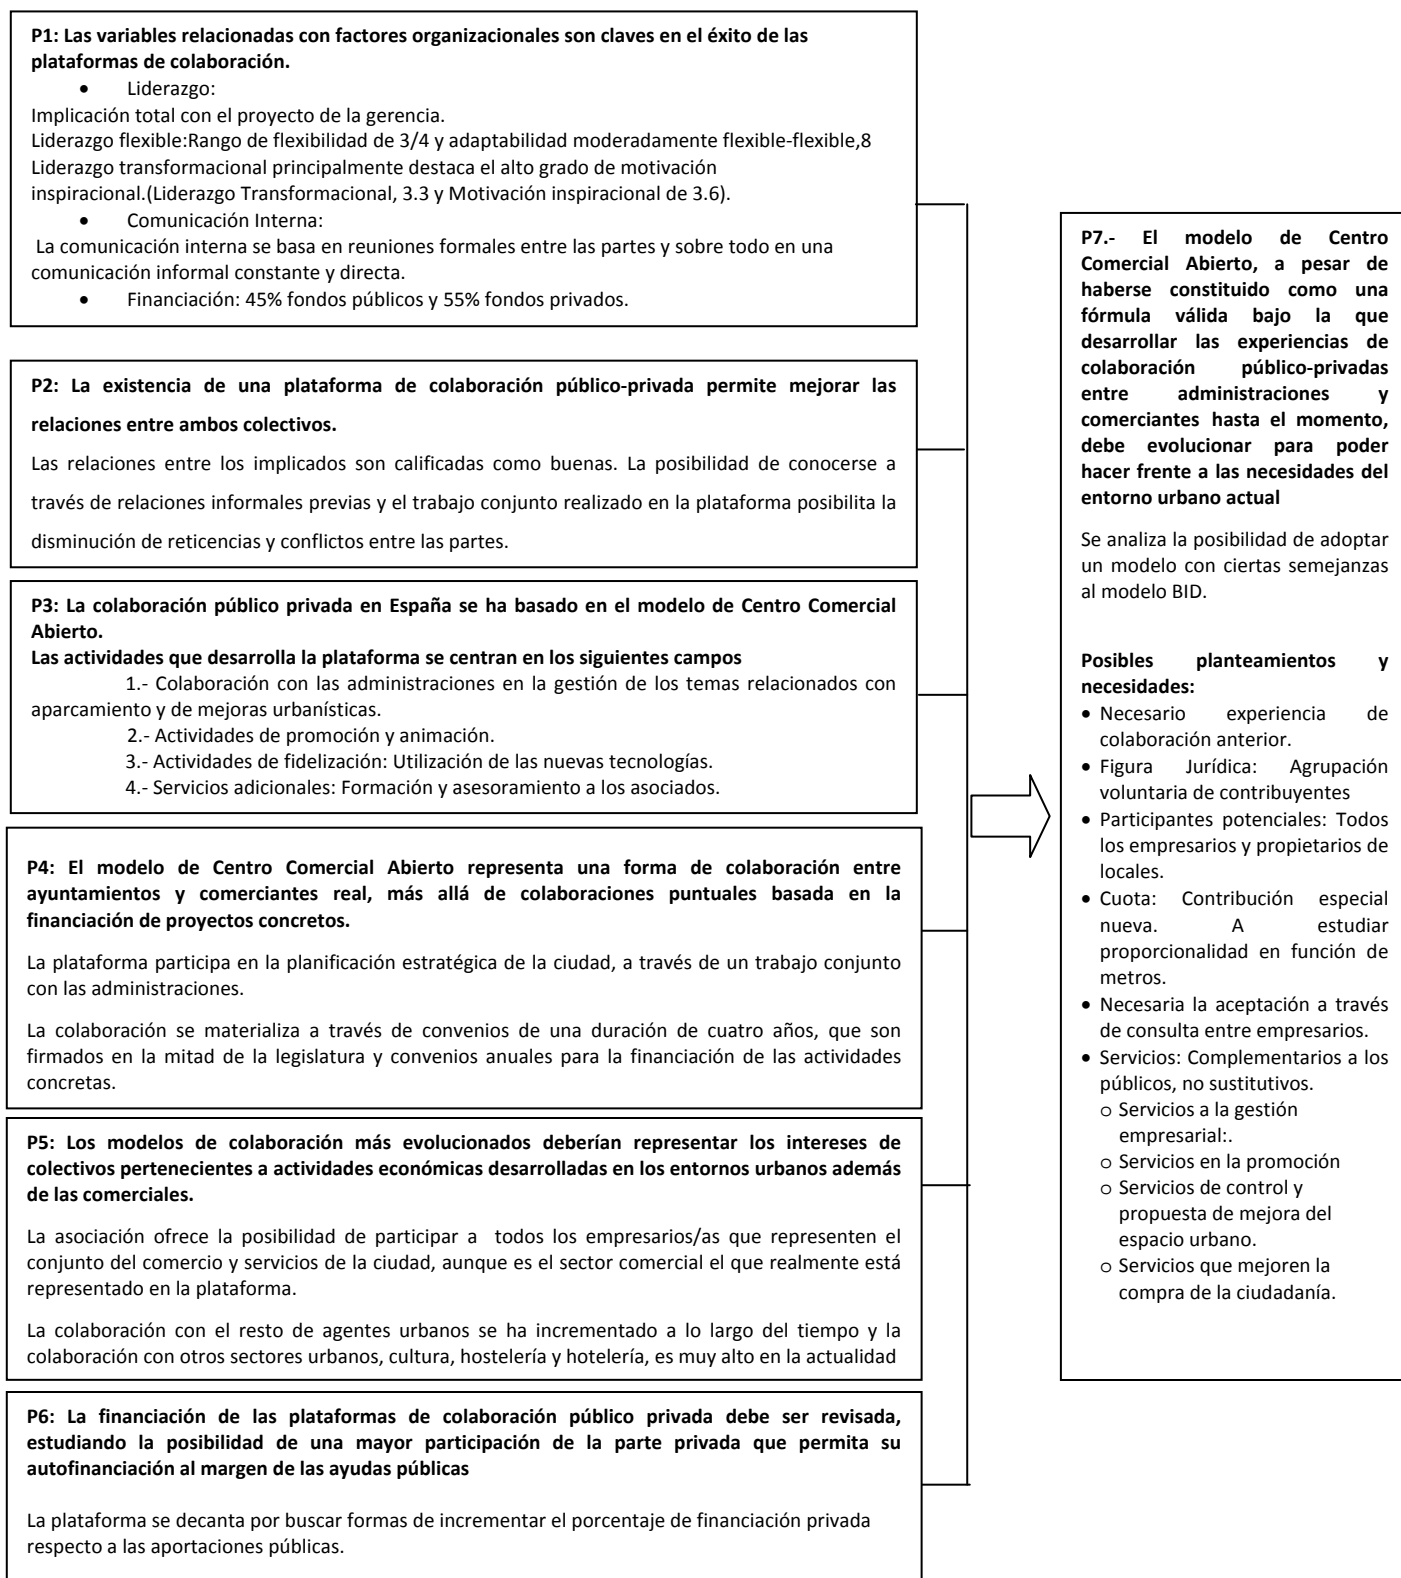 P1: Las variables relacionadas con factores organizacionales son claves en el éxito de las
plataformas de colaboración.
• Liderazgo:
Implicación total con el proyecto de la gerencia.
Liderazgo flexible:Rango de flexibilidad de 3/4 y adaptabilidad moderadamente flexible-flexible,8
Liderazgo transformacional principalmente destaca el alto grado de motivación
inspiracional.(Liderazgo Transformacional, 3.3 y Motivación inspiracional de 3.6).
• Comunicación Interna:
La comunicación interna se basa en reuniones formales entre las partes y sobre todo en una
comunicación informal constante y directa.
• Financiación: 45% fondos públicos y 55% fondos privados.
P2: La existencia de una plataforma de colaboración público-privada permite mejorar las
relaciones entre ambos colectivos.
Las relaciones entre los implicados son calificadas como buenas. La posibilidad de conocerse a
través de relaciones informales previas y el trabajo conjunto realizado en la plataforma posibilita la
disminución de reticencias y conflictos entre las partes.
P3: La colaboración público privada en España se ha basado en el modelo de Centro Comercial
Abierto.
Las actividades que desarrolla la plataforma se centran en los siguientes campos
1.- Colaboración con las administraciones en la gestión de los temas relacionados con
aparcamiento y de mejoras urbanísticas.
2.- Actividades de promoción y animación.
3.- Actividades de fidelización: Utilización de las nuevas tecnologías.
4.- Servicios adicionales: Formación y asesoramiento a los asociados.
P4: El modelo de Centro Comercial Abierto representa una forma de colaboración entre
ayuntamientos y comerciantes real, más allá de colaboraciones puntuales basada en la
financiación de proyectos concretos.
La plataforma participa en la planificación estratégica de la ciudad, a través de un trabajo conjunto
con las administraciones.
La colaboración se materializa a través de convenios de una duración de cuatro años, que son
firmados en la mitad de la legislatura y convenios anuales para la financiación de las actividades
concretas.
P5: Los modelos de colaboración más evolucionados deberían representar los intereses de
colectivos pertenecientes a actividades económicas desarrolladas en los entornos urbanos además
de las comerciales.
La asociación ofrece la posibilidad de participar a todos los empresarios/as que representen el
conjunto del comercio y servicios de la ciudad, aunque es el sector comercial el que realmente está
representado en la plataforma.
La colaboración con el resto de agentes urbanos se ha incrementado a lo largo del tiempo y la
colaboración con otros sectores urbanos, cultura, hostelería y hotelería, es muy alto en la actualidad
P6: La financiación de las plataformas de colaboración público privada debe ser revisada,
estudiando la posibilidad de una mayor participación de la parte privada que permita su
autofinanciación al margen de las ayudas públicas
La plataforma se decanta por buscar formas de incrementar el porcentaje de financiación privada
respecto a las aportaciones públicas.
P7.- El modelo de Centro
Comercial Abierto, a pesar de
haberse constituido como una
fórmula válida bajo la que
desarrollar las experiencias de
colaboración público-privadas
entre administraciones y
comerciantes hasta el momento,
debe evolucionar para poder
hacer frente a las necesidades del
entorno urbano actual
Se analiza la posibilidad de adoptar
un modelo con ciertas semejanzas
al modelo BID.
Posibles planteamientos y
necesidades:
• Necesario experiencia de
colaboración anterior.
• Figura Jurídica: Agrupación
voluntaria de contribuyentes
• Participantes potenciales: Todos
los empresarios y propietarios de
locales.
• Cuota: Contribución especial
nueva. A estudiar
proporcionalidad en función de
metros.
• Necesaria la aceptación a través
de consulta entre empresarios.
• Servicios: Complementarios a los
públicos, no sustitutivos.
o Servicios a la gestión
empresarial:.
o Servicios en la promoción
o Servicios de control y
propuesta de mejora del
espacio urbano.
o Servicios que mejoren la
compra de la ciudadanía.